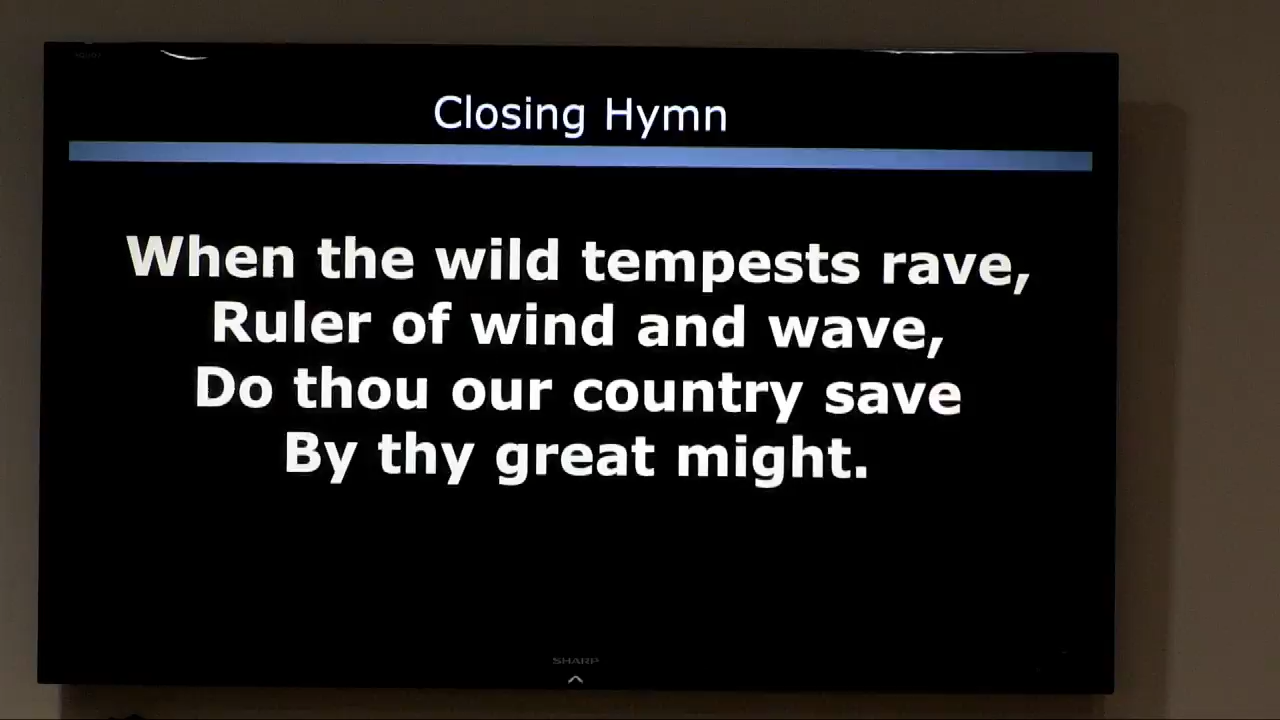 Closing Hymn
When the wild tempests rave,
Ruler of wind and wave,
Do thou our country save
By thy great might.
SHARP